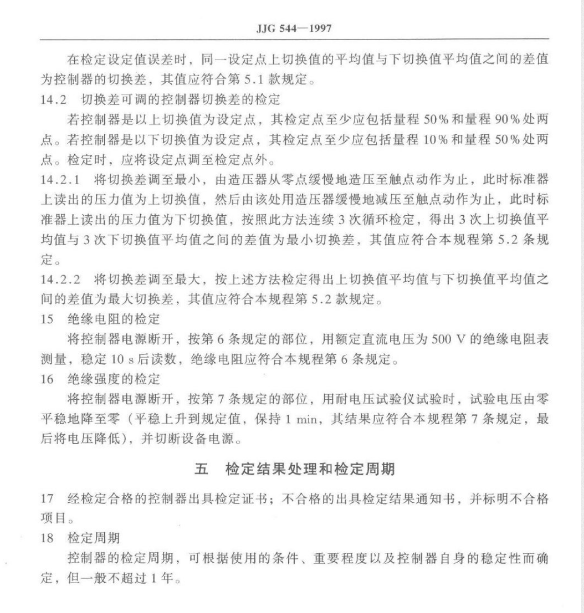 JJG 544—1997
在检定设定值误差时，同一设定点上切换值的平均值与下切换值平均值之间的差值
为控制器的切换差，其值应符合第 5.1 款规定。
14.2 切换差可调的控制器切换差的检定
若控制器是以上切换值为设定点，其检定点至少应包括量程 50%和量程 90%处两
点。若控制器是以下切换值为设定点，其检定点至少应包括量程 10%和量程 50%处两
点。检定时，应将设定点调至检定点外。
14.2.1 将切换差调至最小，由造压器从零点缓慢地造压至触点动作为止，此时标准器
上读出的压力值为上切换值，然后由该处用造压器缓慢地减压至触点动作为止，此时标
准器上读出的压力值为下切换值，按照此方法连续 3 次循环检定，得出 3 次上切换值平
均值与 3 次下切换值平均值之间的差值为最小切换差，其值应符合本规程第 5.2 条规
定。
14.2.2 将切换差调至最大，按上述方法检定得出上切换值平均值与下切换值平均值之
间的差值为最大切换差，其值应符合本规程第 5.2 款规定。
15 绝缘电阻的检定
将控制器电源断开，按第 6 条规定的部位，用额定直流电压为 500 V 的绝缘电阻表
测量，稳定 10 s 后读数，绝缘电阻应符合本规程第 6 条规定。
16 绝缘强度的检定
将控制器电源断开，按第 7 条规定的部位，用耐电压试验仪试验时，试验电压由零
平稳地降至零（平稳上升到规定值，保持 1 min，其结果应符合本规程第 7 条规定，最
后将电压降低），并切断设备电源。
五 检定结果处理和检定周期
17 经检定合格的控制器出具检定证书；不合格的出具检定结果通知书，并标明不合格
项目。
18 检定周期
控制器的检定周期，可根据使用的条件、重要程度以及控制器自身的稳定性而确
定，但一般不超过 1 年。